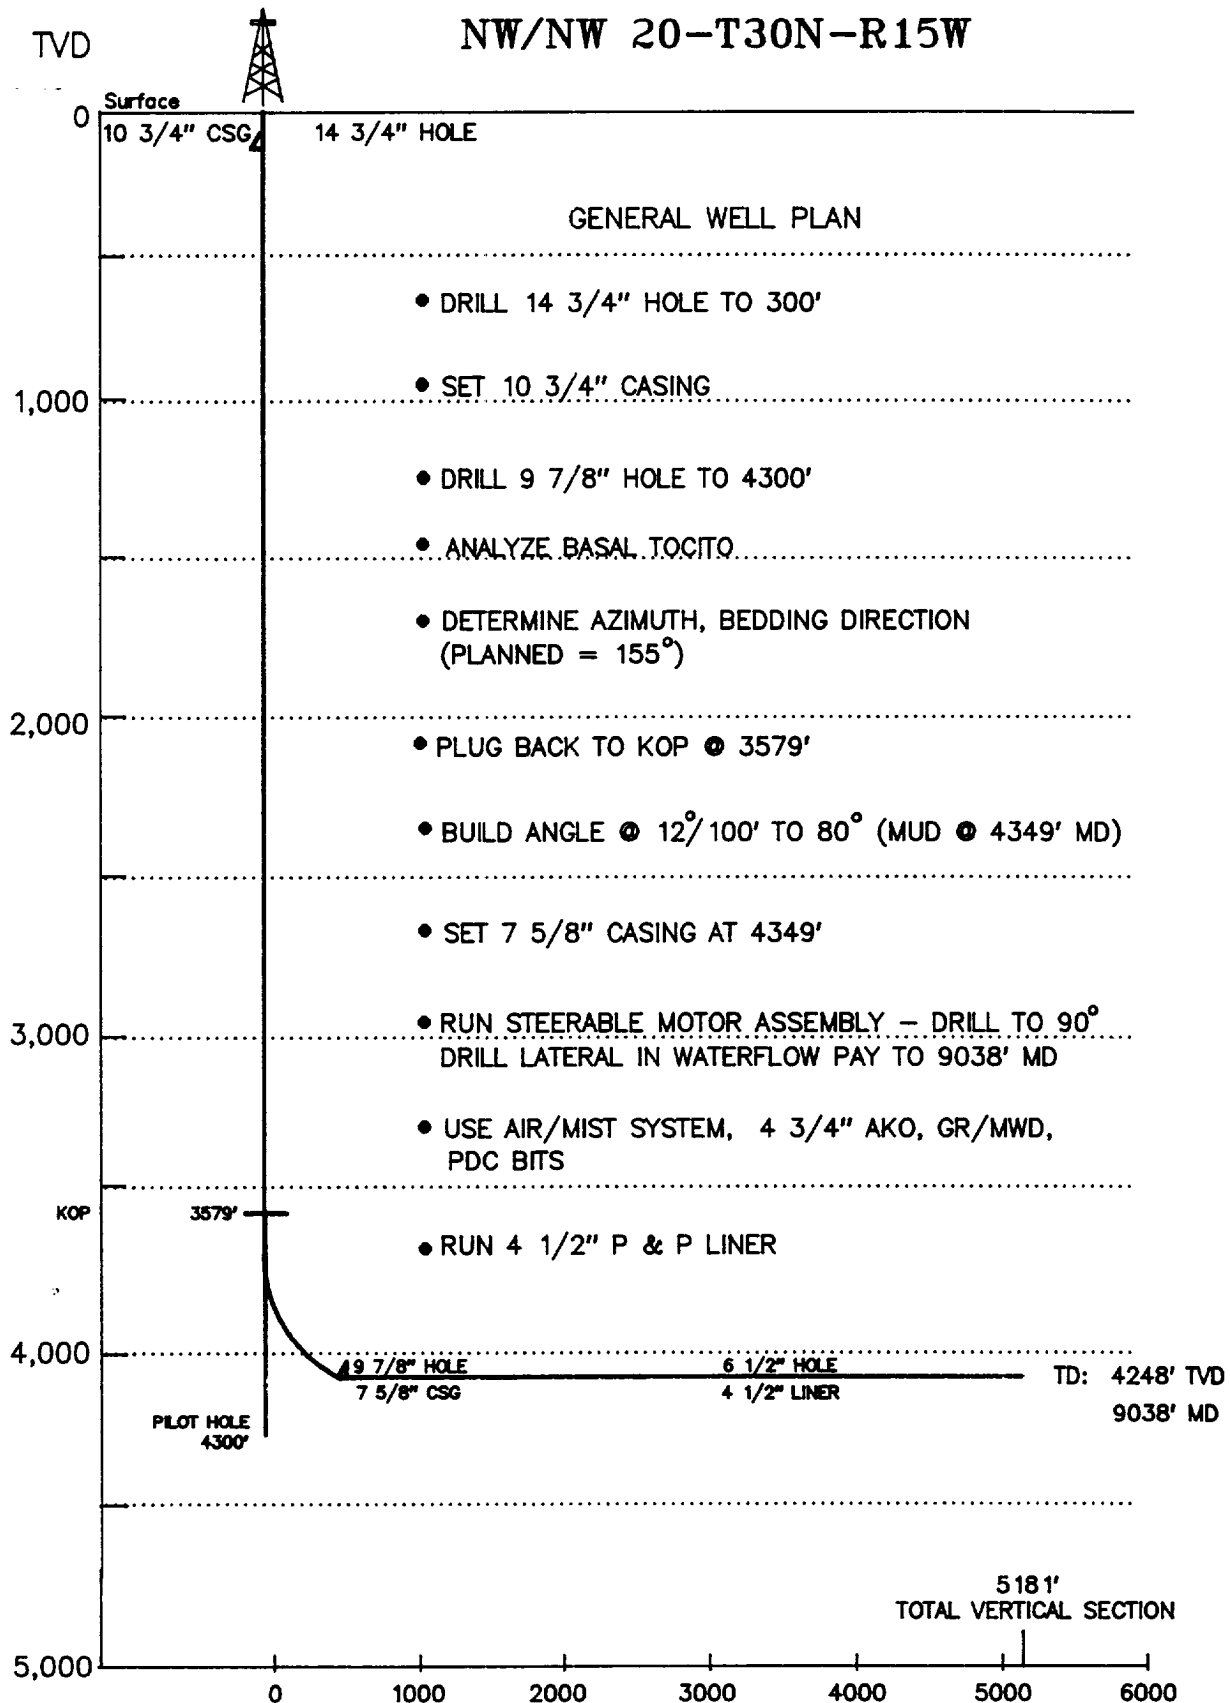 NW/NW 20-T30N-R15W
TVD
Surface
0
10 3/4" CSG
14 3/4" HOLE
GENERAL WELL PLAN
● DRILL 14 3/4" HOLE TO 300'
● SET 10 3/4" CASING
1,000
● DRILL 9 7/8" HOLE TO 4300'
● ANALYZE BASAL TOCITO
● DETERMINE AZIMUTH, BEDDING DIRECTION
(PLANNED = 155°)
2,000
● PLUG BACK TO KOP @ 3579'
● BUILD ANGLE @ 12°/100' TO 80° (MUD @ 4349' MD)
● SET 7 5/8" CASING AT 4349'
3,000
● RUN STEERABLE MOTOR ASSEMBLY – DRILL TO 90°
DRILL LATERAL IN WATERFLOW PAY TO 9038' MD
● USE AIR/MIST SYSTEM, 4 3/4" AKO, GR/MWD,
PDC BITS
KOP
3579'
● RUN 4 1/2" P & P LINER
4,000
9 7/8" HOLE
6 1/2" HOLE
7 5/8" CSG
4 1/2" LINER
TD: 4248' TVD
9038' MD
PILOT HOLE
4300'
5181'
TOTAL VERTICAL SECTION
5,000
0 1000 2000 3000 4000 5000 6000